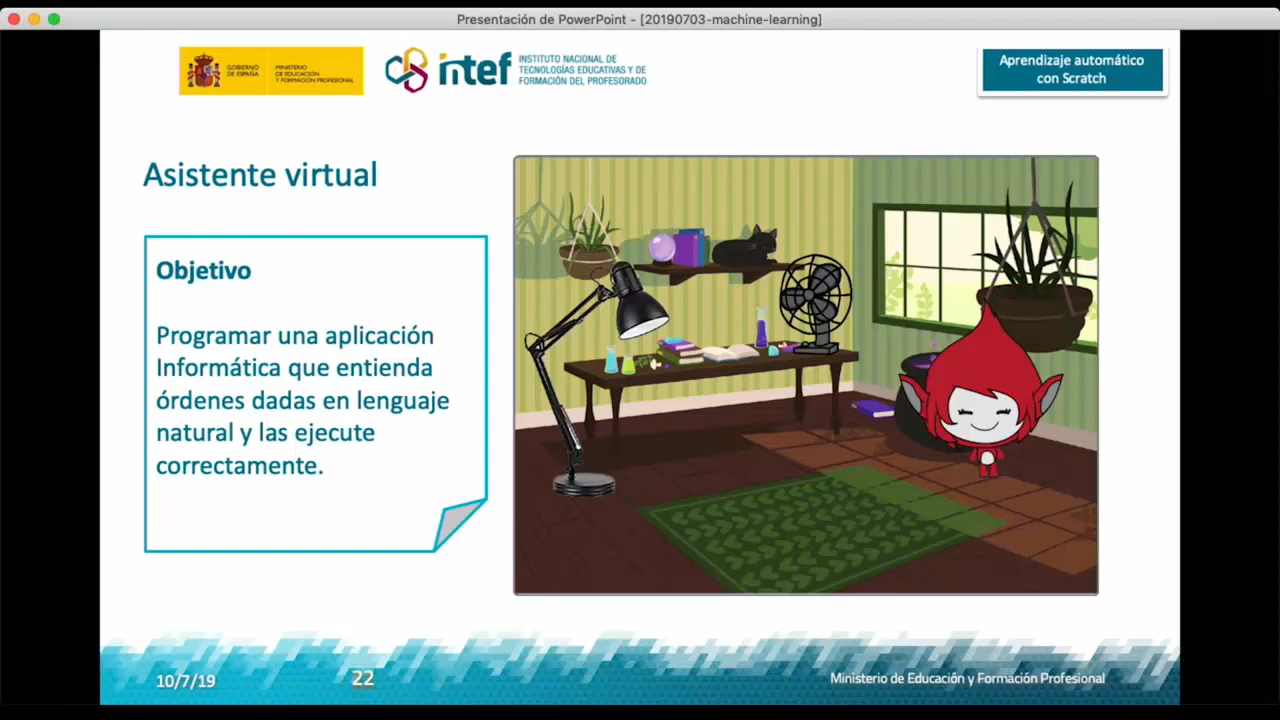 Presentación de PowerPoint - [20190703-machine-learning]
GOBIERNO
DE ESPAÑA
MINISTERIO
DE EDUCACIÓN
Y FORMACIÓN PROFESIONAL
intef
INSTITUTO NACIONAL DE
TECNOLOGÍAS EDUCATIVAS Y DE
FORMACIÓN DEL PROFESORADO
Aprendizaje automático
con Scratch
Asistente virtual
Objetivo
Programar una aplicación
Informática que entienda
órdenes dadas en lenguaje
natural y las ejecute
correctamente.
10/7/19
22
Ministerio de Educación y Formación Profesional